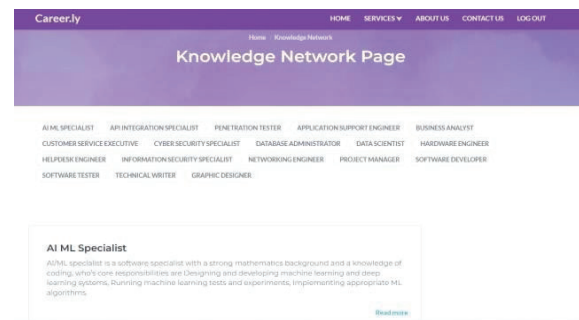 Career.ly HOME SERVICES ABOUT US CONTACT US LOG OUT
Home Knowledge Network
Knowledge Network Page
AI ML SPECIALIST API INTEGRATION SPECIALIST PENETRATION TESTER APPLICATION SUPPORT ENGINEER BUSINESS ANALYST
CUSTOMER SERVICE EXECUTIVE CYBER SECURITY SPECIALIST DATABASE ADMINISTRATOR DATA SCIENTIST HARDWARE ENGINEER
HELPDESK ENGINEER INFORMATION SECURITY SPECIALIST NETWORKING ENGINEER PROJECT MANAGER SOFTWARE DEVELOPER
SOFTWARE TESTER TECHNICAL WRITER GRAPHIC DESIGNER
AI ML Specialist
AI/ML specialist is a software specialist with a strong mathematics background and a knowledge of
coding, who's core responsibilities are Designing and developing machine learning and deep
learning systems, Running machine learning tests and experiments, Implementing appropriate ML
algorithms.
Read more